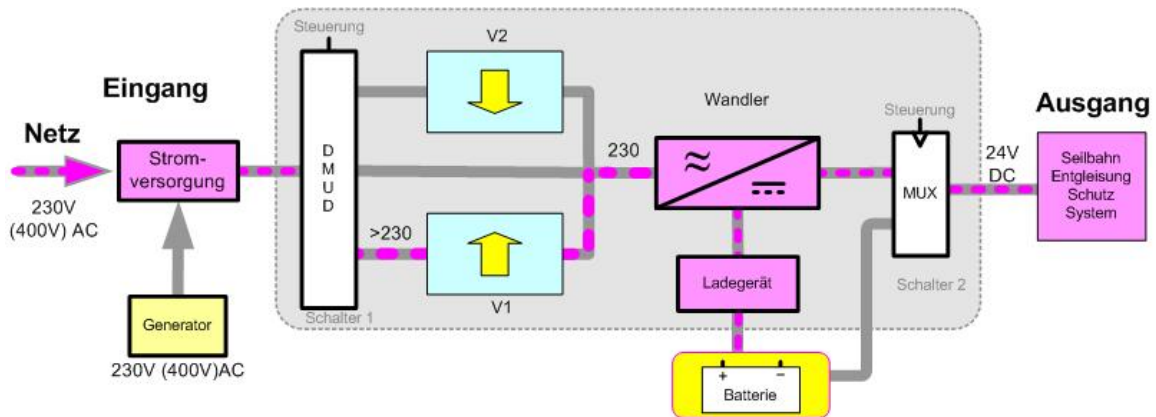 Eingang
Netz
230V
(400V) AC
Strom-
versorgung
Generator
230V (400V)AC
Steuerung
D
M
U
D
Schalter 1
V2
>230
V1
230
Wandler
Ladegerät
+ −
Batterie
Steuerung
MUX
Schalter 2
24V
DC
Ausgang
Seilbahn
Entgleisung
Schutz
System